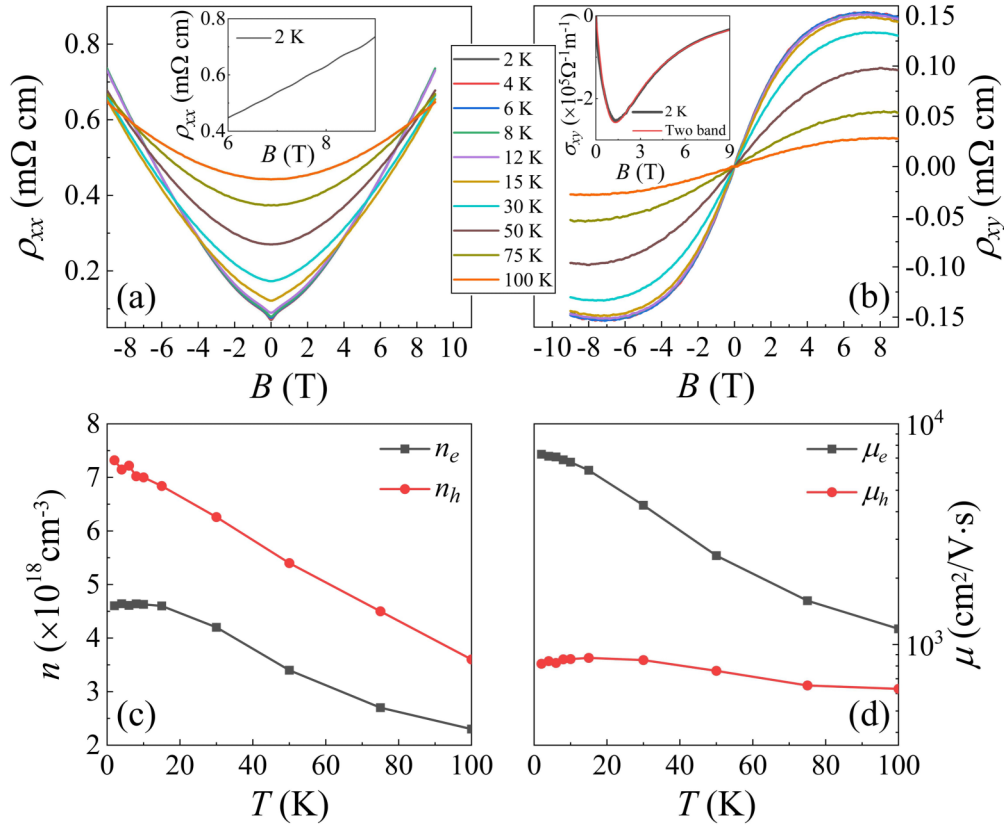 (a)
ρxx (mΩ cm)
0.8
0.6
0.4
0.2
-8 -6 -4 -2 0 2 4 6 8 10
B (T)
2 K
ρxx (mΩ cm)
0.8
0.6
0.4
6 8
B (T)
2 K
4 K
6 K
8 K
12 K
15 K
30 K
50 K
75 K
100 K
(b)
ρxy (mΩ cm)
0.15
0.10
0.05
0.00
-0.05
-0.10
-0.15
-10 -8 -6 -4 -2 0 2 4 6 8
B (T)
σxy (×10⁵Ω⁻¹m⁻¹)
0
-2
2 K
Two band
0 3 6 9
B (T)
(c)
n (×10¹⁸cm⁻³)
8
7
6
5
4
3
2
nₑ
nₕ
0 20 40 60 80 100
T (K)
(d)
μ (cm²/V·s)
10⁴
10³
μₑ
μₕ
0 20 40 60 80 100
T (K)